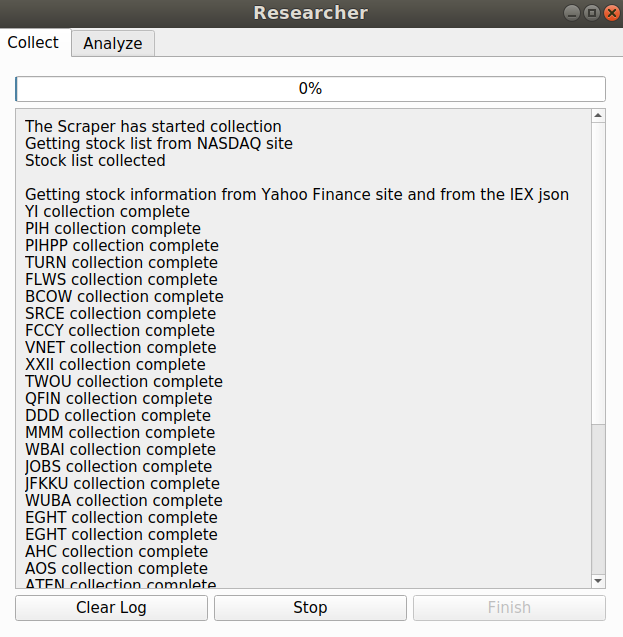 Researcher
Collect
Analyze
0%
The Scraper has started collection
Getting stock list from NASDAQ site
Stock list collected
Getting stock information from Yahoo Finance site and from the IEX json
YI collection complete
PIH collection complete
PIHPP collection complete
TURN collection complete
FLWS collection complete
BCOW collection complete
SRCE collection complete
FCCY collection complete
VNET collection complete
XXII collection complete
TWOU collection complete
QFIN collection complete
DDD collection complete
MMM collection complete
WBAI collection complete
JOBS collection complete
JFKKU collection complete
WUBA collection complete
EGHT collection complete
EGHT collection complete
AHC collection complete
AOS collection complete
ATEN collection complete
Clear Log
Stop
Finish